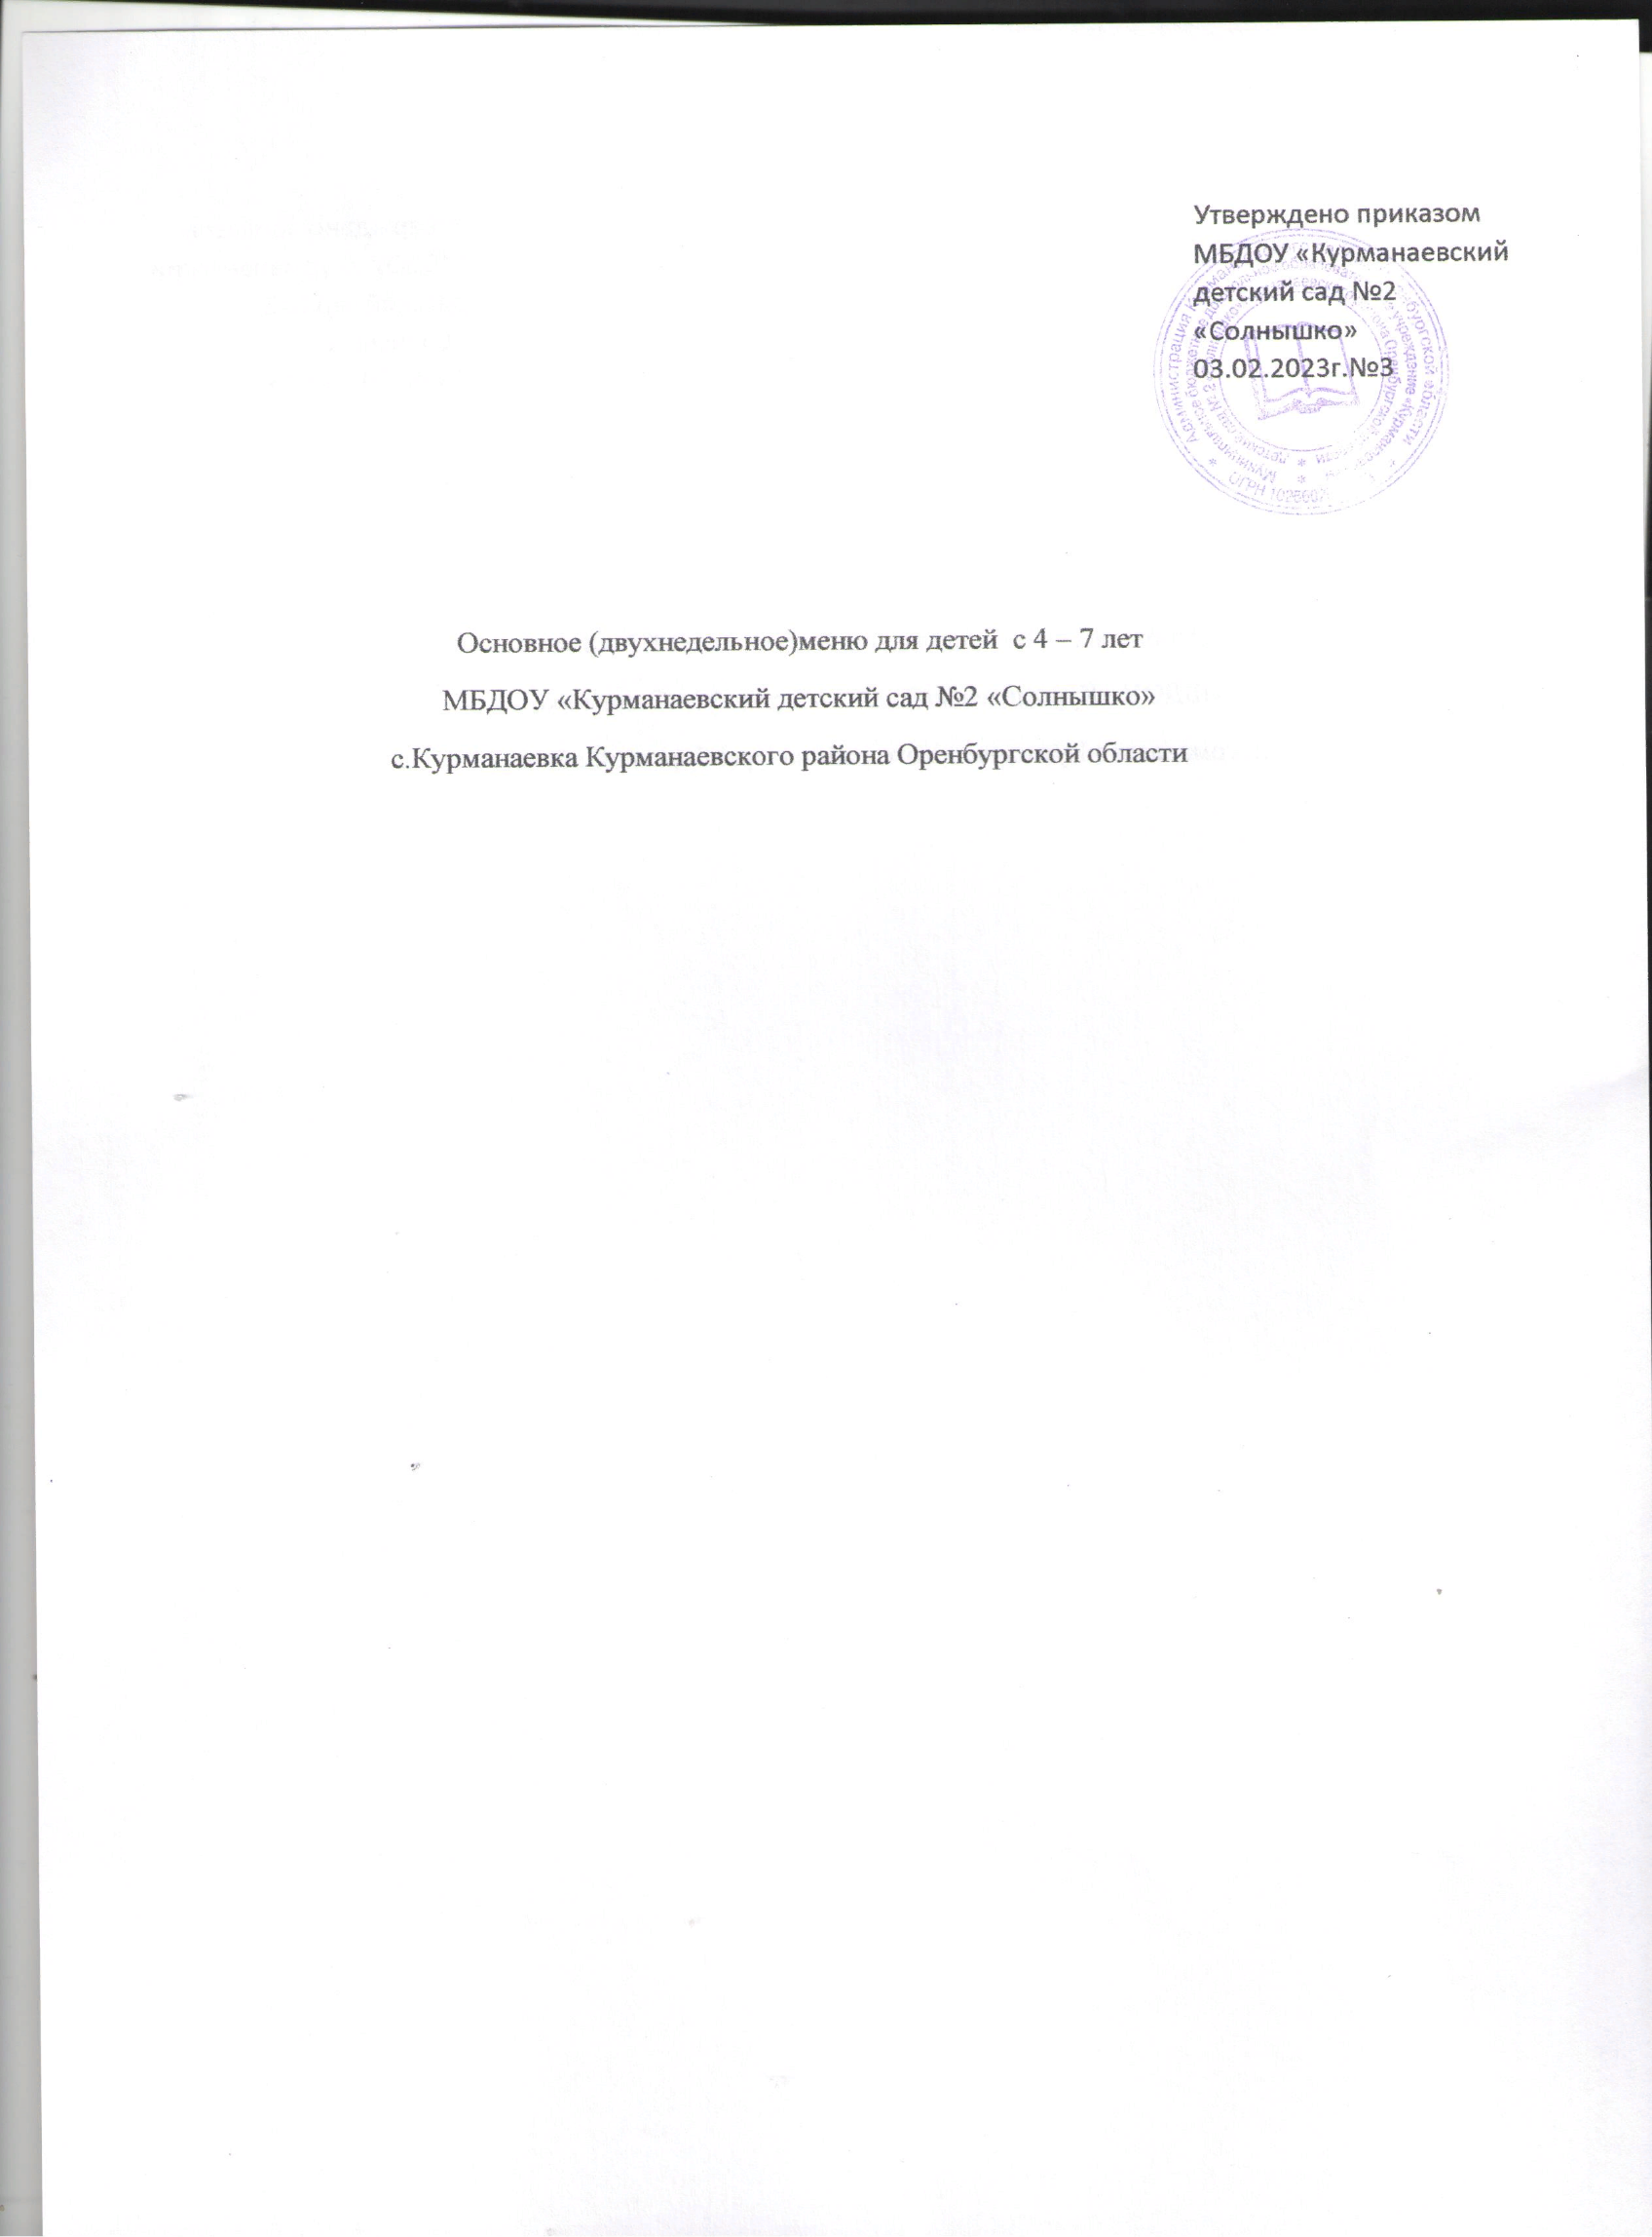 Утверждено приказом
МБДОУ «Курманаевский
детский сад №2
«Солнышко»
03.02.2023г.№3
Основное (двухнедельное)меню для детей  с 4 – 7 лет
МБДОУ «Курманаевский детский сад №2 «Солнышко»
с.Курманаевка Курманаевского района Оренбургской области